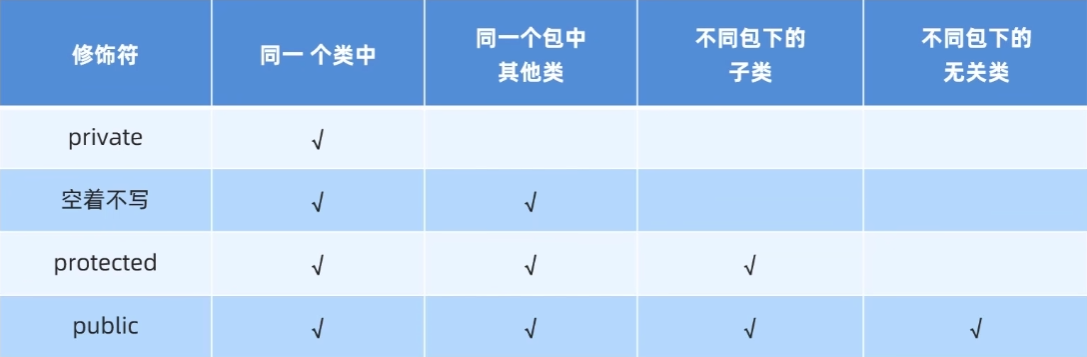 修饰符 同一 个类中 同一个包中 不同包下的 不同包下的
其他类 子类 无关类
private √
空着不写 √ √
protected √ √ √
public √ √ √ √